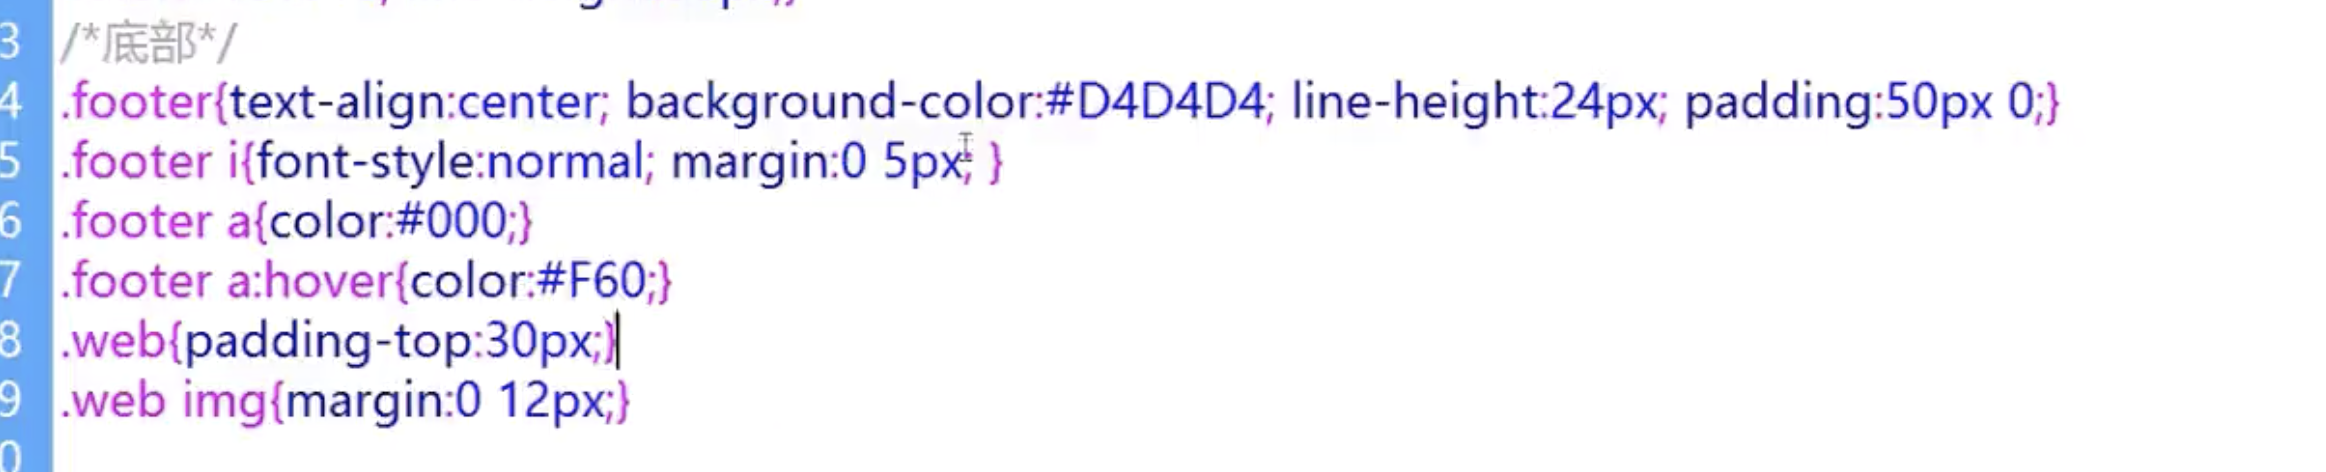 3 /*底部*/
4 .footer{text-align:center; background-color:#D4D4D4; line-height:24px; padding:50px 0;}
5 .footer i{font-style:normal; margin:0 5px; }
6 .footer a{color:#000;}
7 .footer a:hover{color:#F60;}
8 .web{padding-top:30px;}
9 .web img{margin:0 12px;}
0